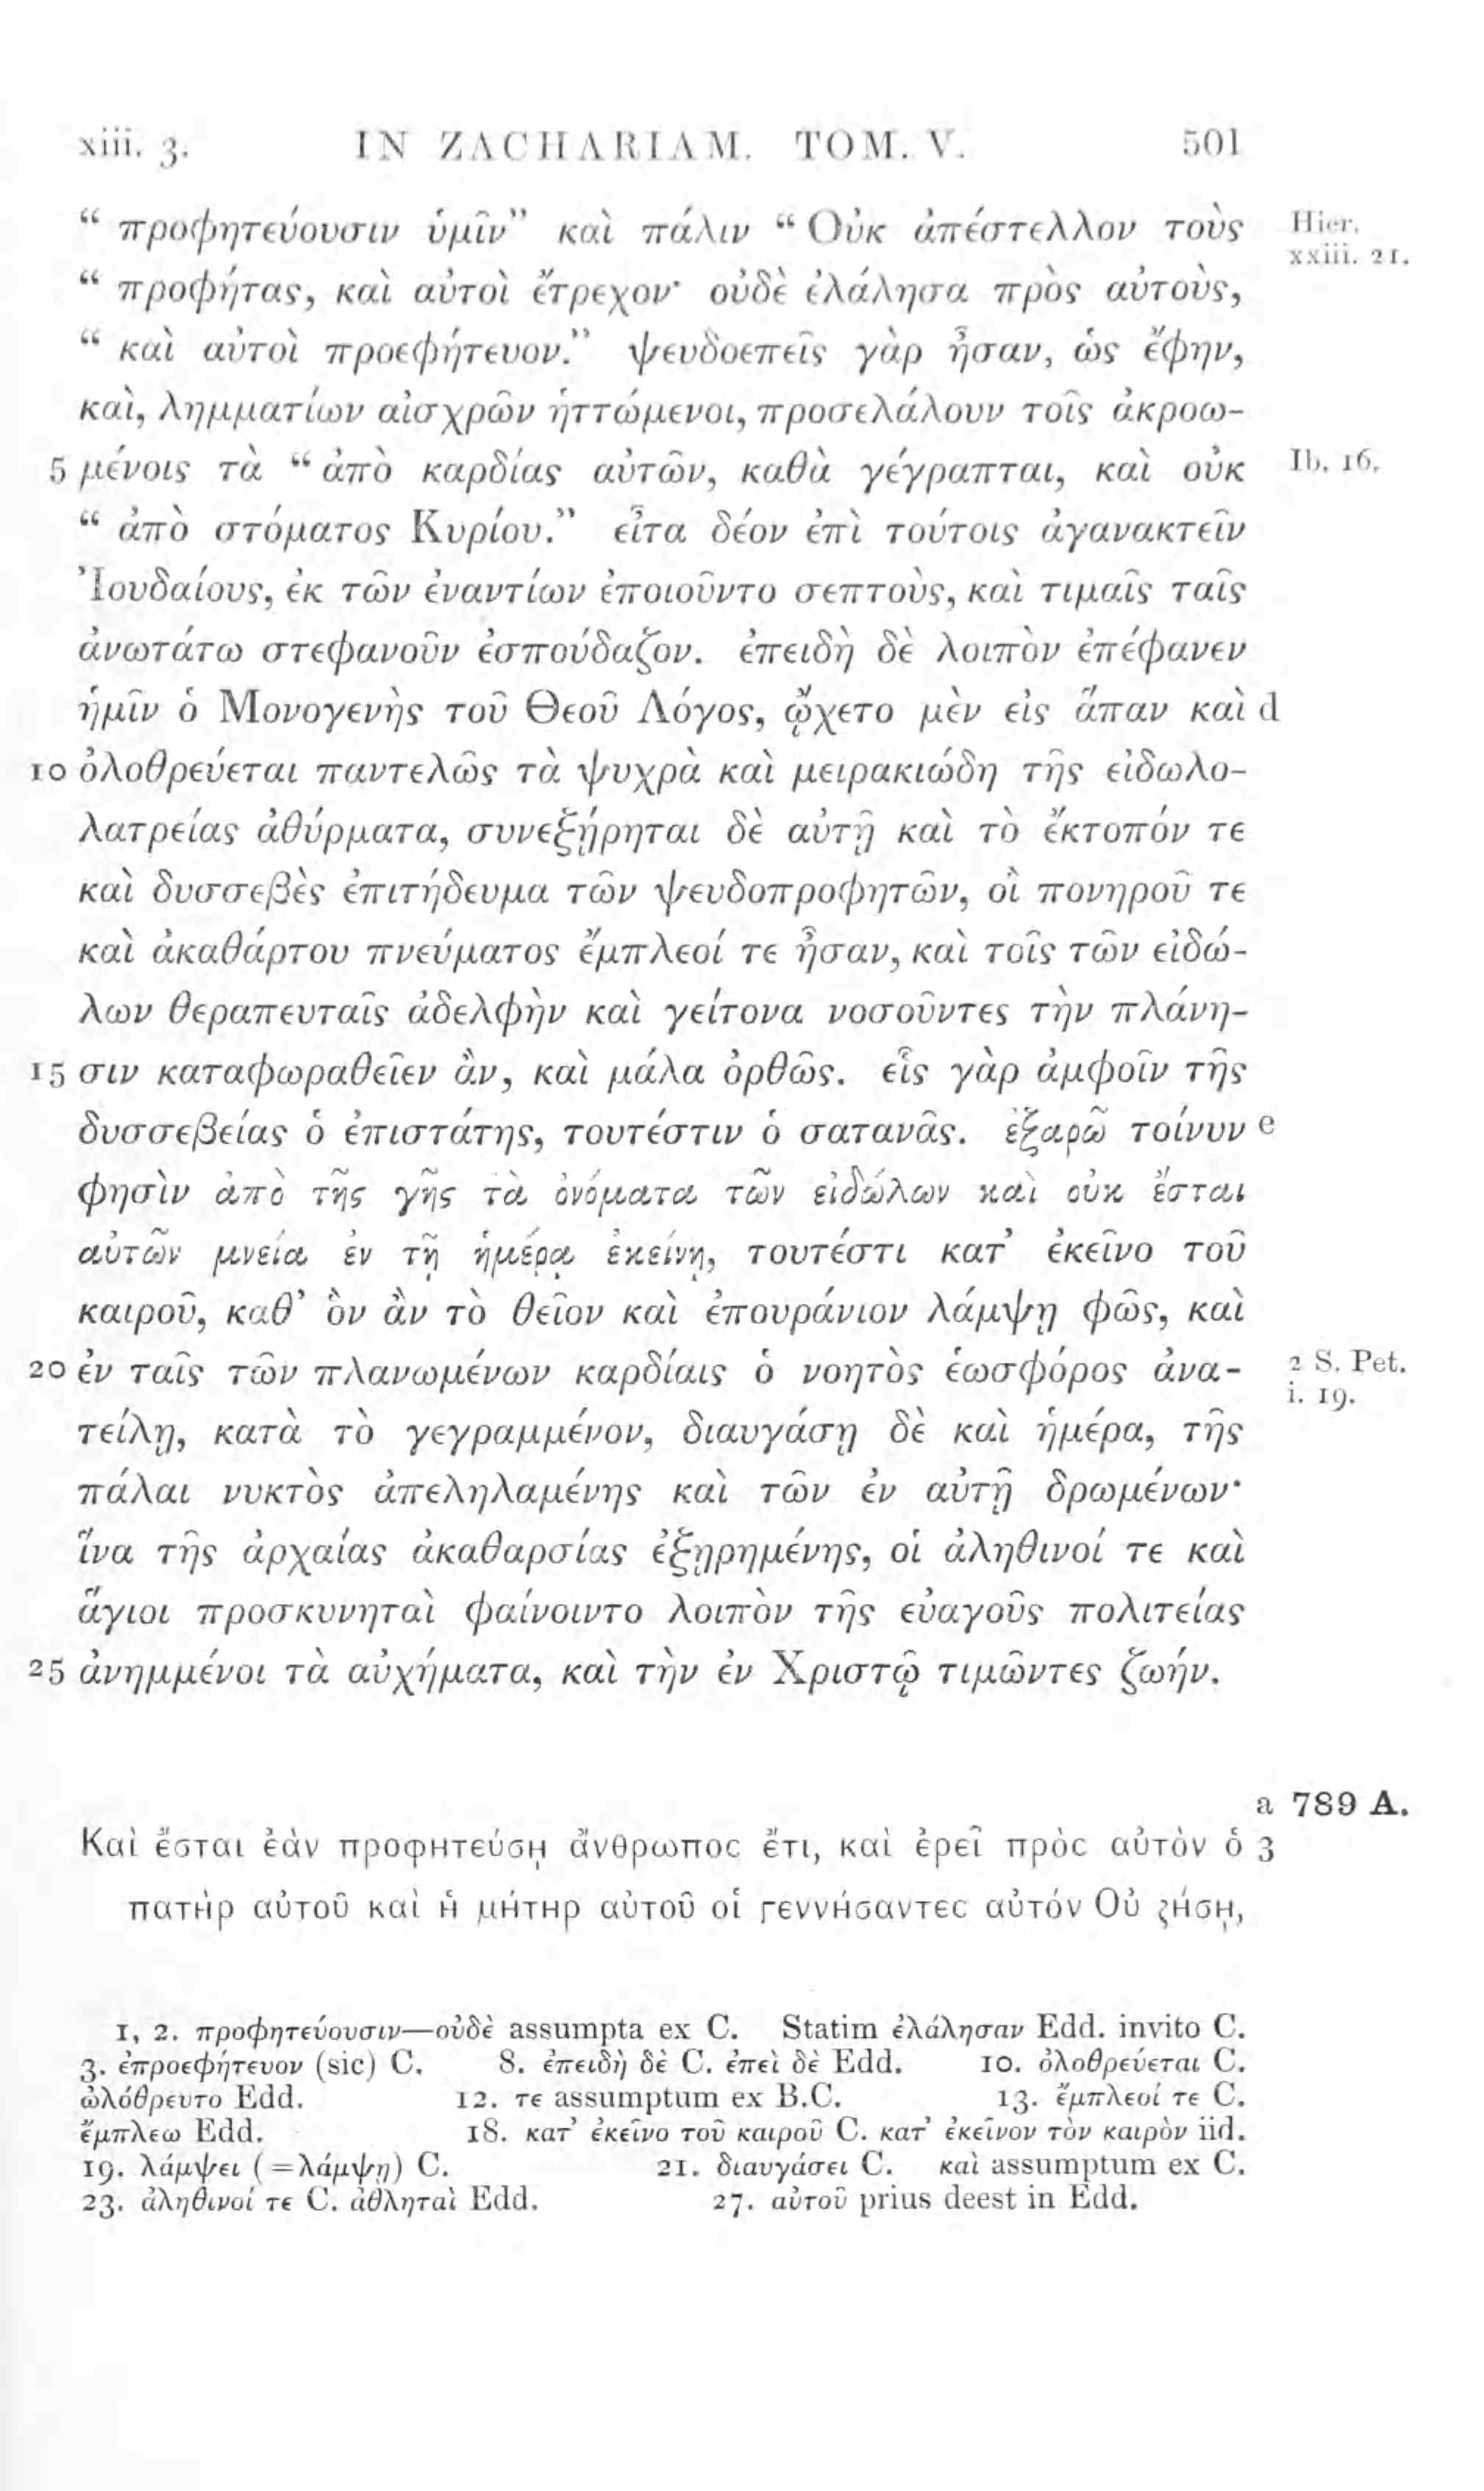 xiii. 3. IN ZACHARIAM. TOM. V. 501
“ προφητεύουσιν ὑμῖν” καὶ πάλιν “ Οὐκ ἀπέστελλον τοὺς Hier. xxiii. 21.
“ προφήτας, καὶ αὐτοὶ ἔτρεχον· οὐδὲ ἐλάλησα πρὸς αὐτοὺς,
“ καὶ αὐτοὶ προεφήτευον.” ψευδοεπεῖς γὰρ ἦσαν, ὡς ἔφην,
καὶ, λημματίων αἰσχρῶν ἡττώμενοι, προσελάλουν τοῖς ἀκροω-
5 μένοις τὰ “ ἀπὸ καρδίας αὐτῶν, καθὰ γέγραπται, καὶ οὐκ Ib. 16.
“ ἀπὸ στόματος Κυρίου.” εἶτα δέον ἐπὶ τούτοις ἀγανακτεῖν
Ἰουδαίους, ἐκ τῶν ἐναντίων ἐποιοῦντο σεπτοὺς, καὶ τιμαῖς ταῖς
ἀνωτάτω στεφανοῦν ἐσπούδαζον. ἐπειδὴ δὲ λοιπὸν ἐπέφανεν
ἡμῖν ὁ Μονογενὴς τοῦ Θεοῦ Λόγος, ᾤχετο μὲν εἰς ἅπαν καὶ d
10 ὀλοθρεύεται παντελῶς τὰ ψυχρὰ καὶ μειρακιώδη τῆς εἰδωλο-
λατρείας ἀθύρματα, συνεξῄρηται δὲ αὐτῇ καὶ τὸ ἔκτοπόν τε
καὶ δυσσεβὲς ἐπιτήδευμα τῶν ψευδοπροφητῶν, οἳ πονηροῦ τε
καὶ ἀκαθάρτου πνεύματος ἔμπλεοί τε ἦσαν, καὶ τοῖς τῶν εἰδώ-
λων θεραπευταῖς ἀδελφὴν καὶ γείτονα νοσοῦντες τὴν πλάνη-
15 σιν καταφωραθεῖεν ἂν, καὶ μάλα ὀρθῶς. εἷς γὰρ ἀμφοῖν τῆς
δυσσεβείας ὁ ἐπιστάτης, τουτέστιν ὁ σατανᾶς. ἐξαρῶ τοίνυν e
φησὶν ἀπὸ τῆς γῆς τὰ ὀνόματα τῶν εἰδώλων καὶ οὐκ ἔσται
αὐτῶν μνεία ἐν τῇ ἡμέρᾳ ἐκείνῃ, τουτέστι κατ’ ἐκεῖνο τοῦ
καιροῦ, καθ’ ὃν ἂν τὸ θεῖον καὶ ἐπουράνιον λάμψῃ φῶς, καὶ
20 ἐν ταῖς τῶν πλανωμένων καρδίαις ὁ νοητὸς ἑωσφόρος ἀνα- 2 S. Pet. i. 19.
τείλῃ, κατὰ τὸ γεγραμμένον, διαυγάσῃ δὲ καὶ ἡμέρα, τῆς
πάλαι νυκτὸς ἀπεληλαμένης καὶ τῶν ἐν αὐτῇ δρωμένων·
ἵνα τῆς ἀρχαίας ἀκαθαρσίας ἐξῃρημένης, οἱ ἀληθινοί τε καὶ
ἅγιοι προσκυνηταὶ φαίνοιντο λοιπὸν τῆς εὐαγοῦς πολιτείας
25 ἀνημμένοι τὰ αὐχήματα, καὶ τὴν ἐν Χριστῷ τιμῶντες ζωήν.
a 789 A.
Καὶ ἔσται ἐὰν προφητεύσῃ ἄνθρωπος ἔτι, καὶ ἐρεῖ πρὸς αὐτὸν ὁ 3
πατὴρ αὐτοῦ καὶ ἡ μήτηρ αὐτοῦ οἱ γεννήσαντες αὐτόν Οὐ ζήσῃ,
1, 2. προφητεύουσιν—οὐδὲ assumpta ex C. Statim ἐλάλησαν Edd. invito C.
3. ἐπροεφήτευον (sic) C. 8. ἐπειδὴ δὲ C. ἐπεὶ δὲ Edd. 10. ὀλοθρεύεται C.
ὠλόθρευτο Edd. 12. τε assumptum ex B.C. 13. ἔμπλεοί τε C.
ἔμπλεω Edd. 18. κατ’ ἐκεῖνο τοῦ καιροῦ C. κατ’ ἐκεῖνον τὸν καιρὸν iid.
19. λάμψει (=λάμψῃ) C. 21. διαυγάσει C. καὶ assumptum ex C.
23. ἀληθινοί τε C. ἀθληταὶ Edd. 27. αὐτοῦ prius deest in Edd.